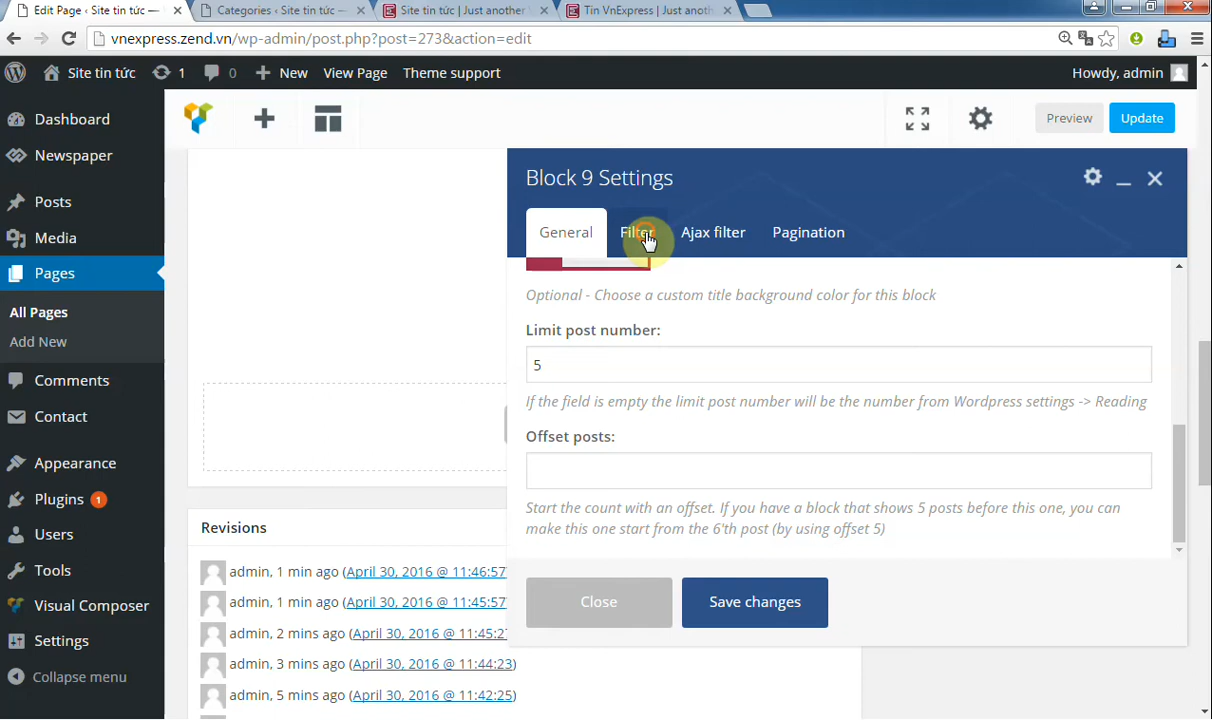 Edit Page ‹ Site tin tức —
Categories ‹ Site tin tức —
Site tin tức | Just another
Tin VnExpress | Just anoth
vnexpress.zend.vn/wp-admin/post.php?post=273&action=edit
Site tin tức
1
0
New
View Page
Theme support
Howdy, admin
Dashboard
Newspaper
Posts
Media
Pages
All Pages
Add New
Comments
Contact
Appearance
Plugins 1
Users
Tools
Visual Composer
Settings
Collapse menu
Preview
Update
Block 9 Settings
General
Filter
Ajax filter
Pagination
Optional - Choose a custom title background color for this block
Limit post number:
5
If the field is empty the limit post number will be the number from Wordpress settings -> Reading
Offset posts:
Start the count with an offset. If you have a block that shows 5 posts before this one, you can
make this one start from the 6'th post (by using offset 5)
Close
Save changes
Revisions
admin, 1 min ago (April 30, 2016 @ 11:46:57
admin, 1 min ago (April 30, 2016 @ 11:45:57
admin, 2 mins ago (April 30, 2016 @ 11:45:2
admin, 3 mins ago (April 30, 2016 @ 11:44:23)
admin, 5 mins ago (April 30, 2016 @ 11:42:25)